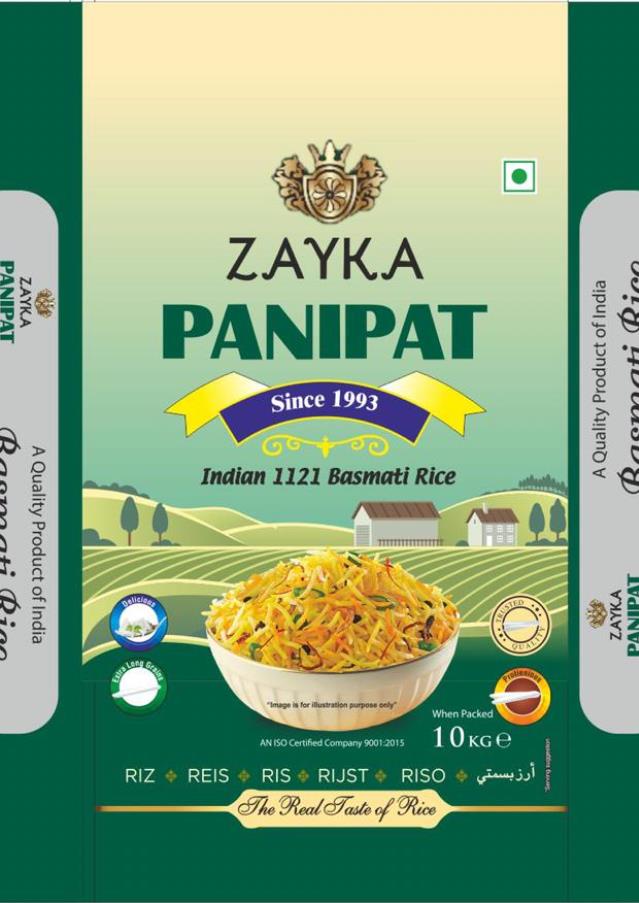 ZAYKA
PANIPAT
Since 1993
Indian 1121 Basmati Rice
Delicious
Extra Long Grains
TRUSTED
QUALITY
Protienious
"Image is for illustration purpose only"
When Packed
10 KG e
AN ISO Certified Company 9001:2015
RIZ REIS RIS RIJST RISO أرز بسمتي
*Serving suggestion
The Real Taste of Rice
ZAYKA
PANIPAT
A Quality Product of India
Basmati Rice
A Quality Product of India
Basmati Rice
ZAYKA
PANIPAT